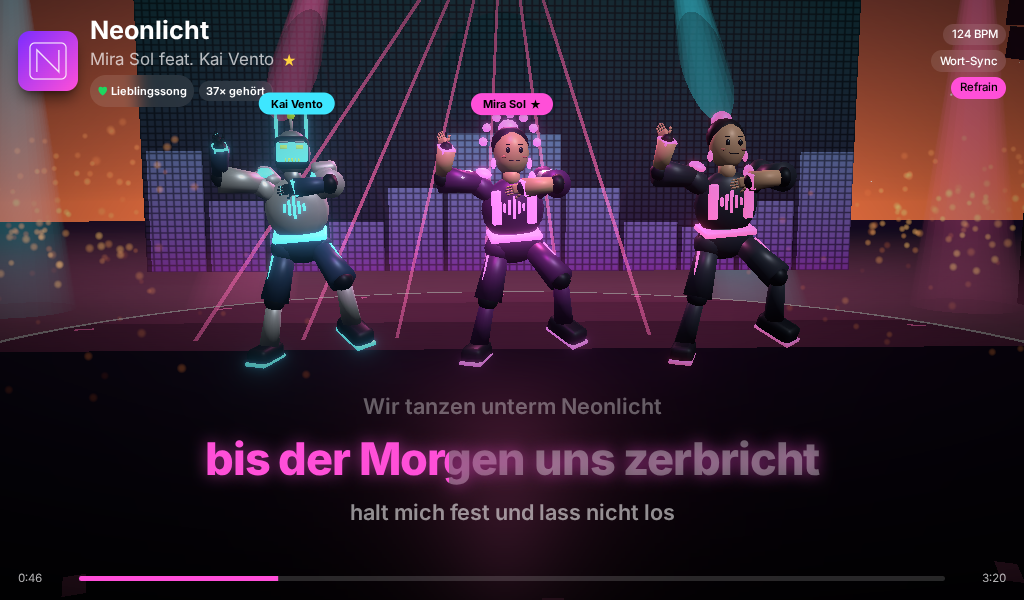 Neonlicht
Mira Sol feat. Kai Vento ★
Lieblingssong
37× gehört
124 BPM
Wort-Sync
Refrain
Kai Vento
Mira Sol ★
Wir tanzen unterm Neonlicht
bis der Morgen uns zerbricht
halt mich fest und lass nicht los
0:46
3:20